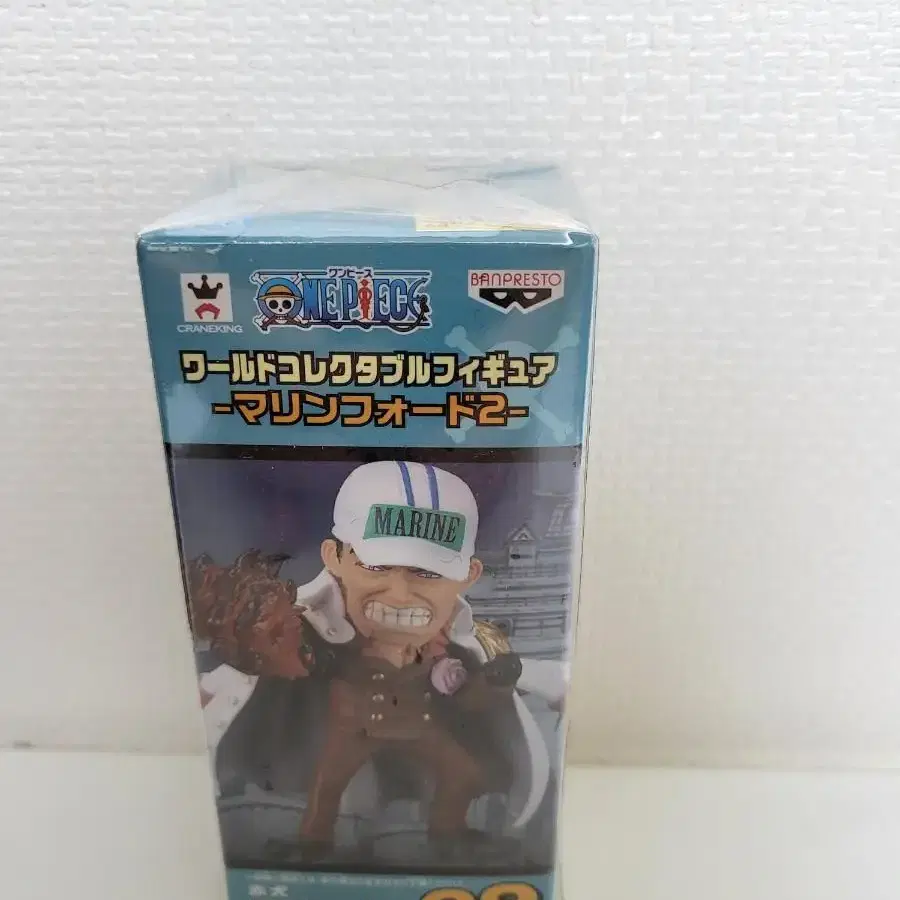 ワンピース
ONE PIECE
BANPRESTO
CRANEKING
ワールドコレクタブルフィギュア
-マリンフォード2-
MARINE
赤犬